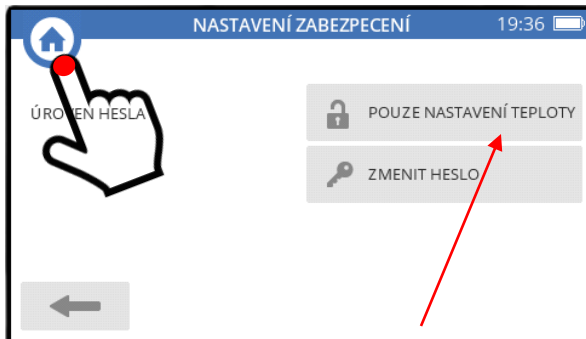 NASTAVENÍ ZABEZPECENÍ 19:36
ÚROVEN HESLA
POUZE NASTAVENÍ TEPLOTY
ZMENIT HESLO